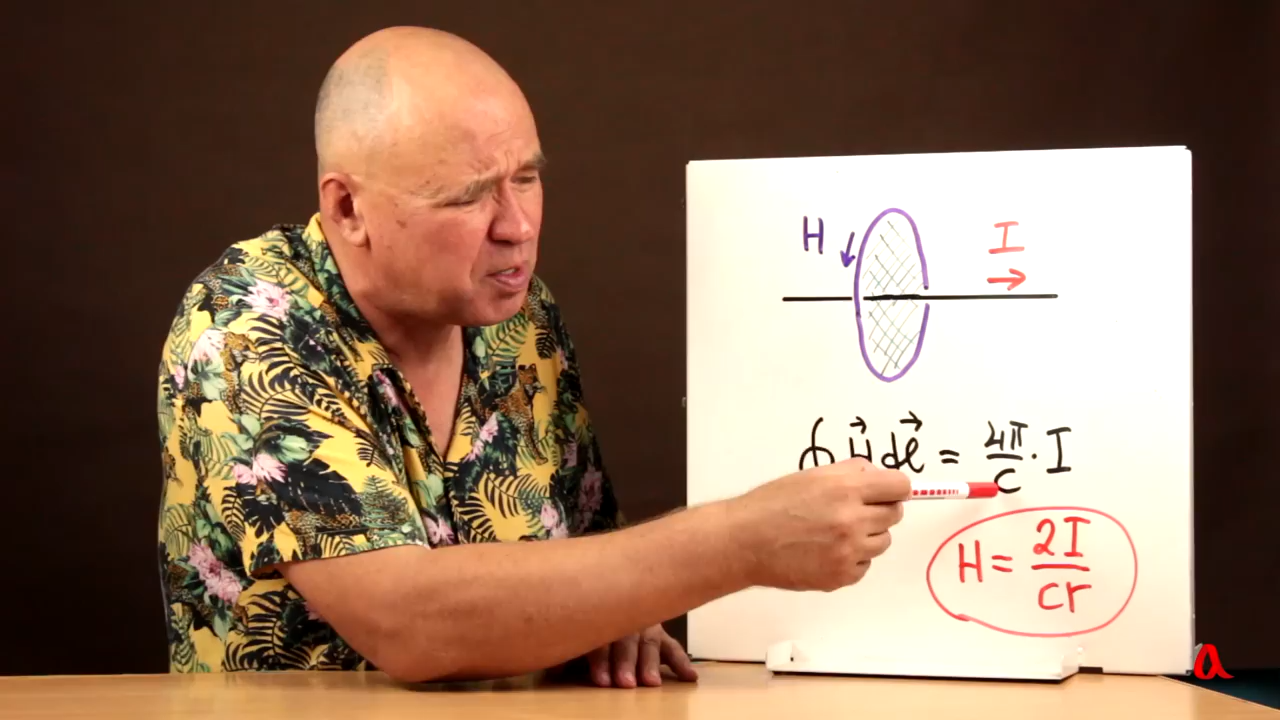 H
I
→
∮ H⃗ dℓ⃗ = 4π/c · I
H = 2I/cr
a